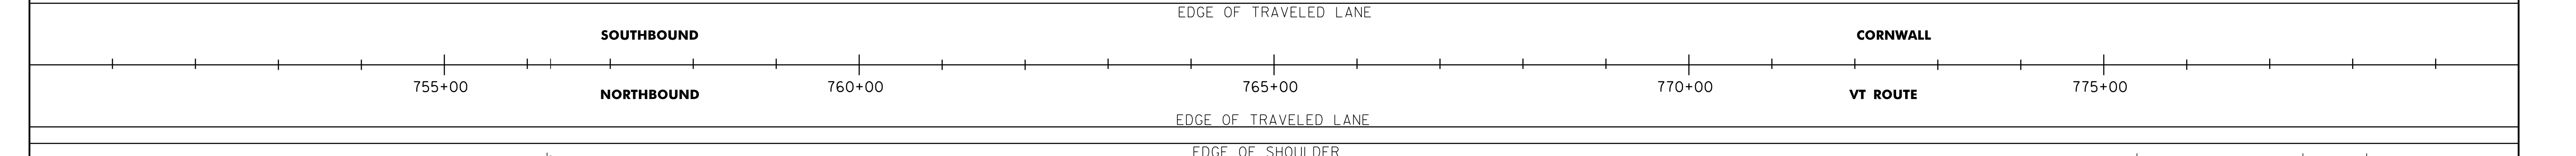 EDGE OF TRAVELED LANE
SOUTHBOUND CORNWALL
755+00 760+00 765+00 770+00 775+00
NORTHBOUND VT ROUTE
EDGE OF TRAVELED LANE
EDGE OF SHOULDER